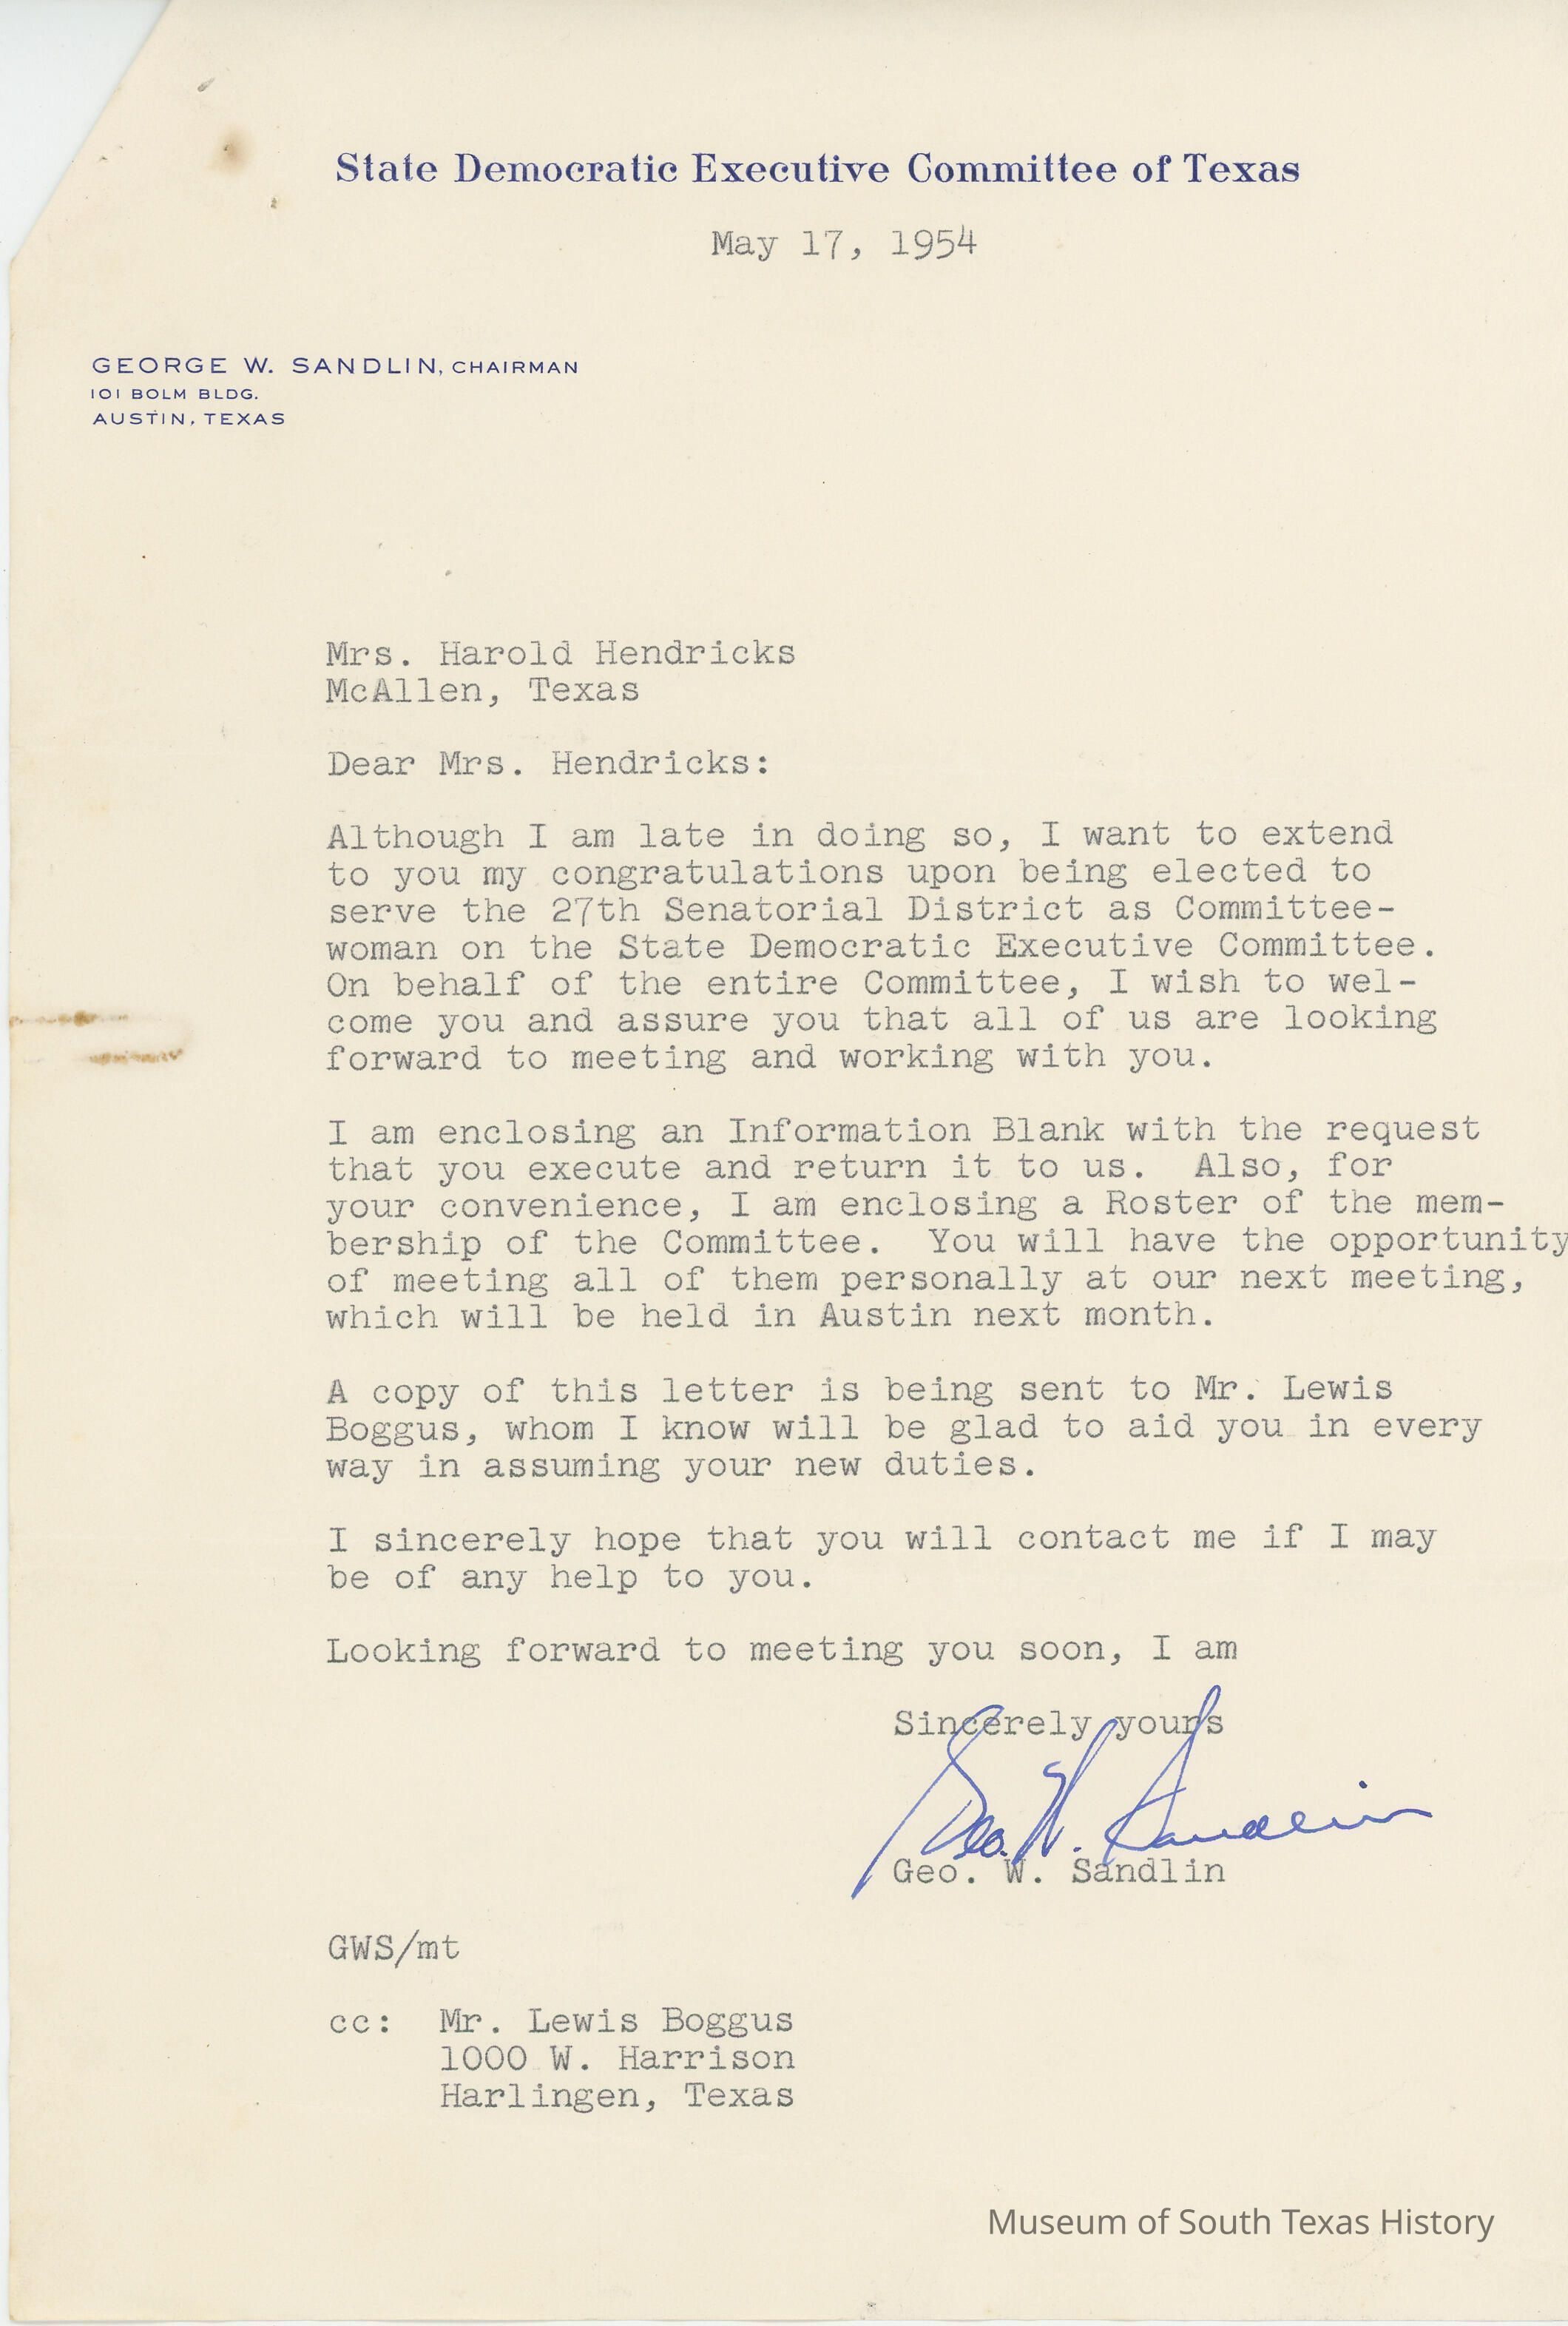 State Democratic Executive Committee of Texas
May 17, 1954
GEORGE W. SANDLIN, CHAIRMAN
101 BOLM BLDG.
AUSTIN, TEXAS
Mrs. Harold Hendricks
McAllen, Texas
Dear Mrs. Hendricks:
Although I am late in doing so, I want to extend
to you my congratulations upon being elected to
serve the 27th Senatorial District as Committee-
woman on the State Democratic Executive Committee.
On behalf of the entire Committee, I wish to wel-
come you and assure you that all of us are looking
forward to meeting and working with you.
I am enclosing an Information Blank with the request
that you execute and return it to us.  Also, for
your convenience, I am enclosing a Roster of the mem-
bership of the Committee.  You will have the opportunity
of meeting all of them personally at our next meeting,
which will be held in Austin next month.
A copy of this letter is being sent to Mr. Lewis
Boggus, whom I know will be glad to aid you in every
way in assuming your new duties.
I sincerely hope that you will contact me if I may
be of any help to you.
Looking forward to meeting you soon, I am
Sincerely yours
Geo. W. Sandlin
Geo. W. Sandlin
GWS/mt
cc:  Mr. Lewis Boggus
1000 W. Harrison
Harlingen, Texas
Museum of South Texas History